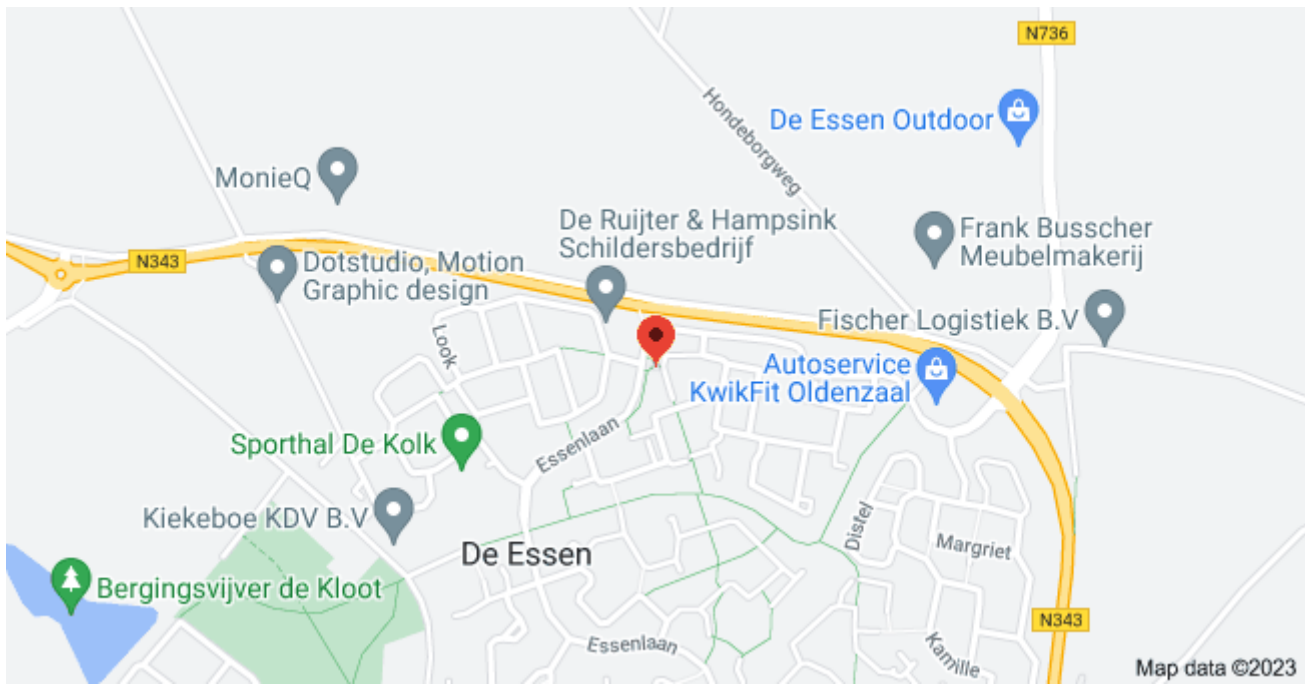 N736
Hondeborgweg
De Essen Outdoor
MonieQ
De Ruijter & Hampsink
Schildersbedrijf
Frank Busscher
Meubelmakerij
N343
Dotstudio, Motion
Graphic design
Fischer Logistiek B.V
Look
Autoservice
KwikFit Oldenzaal
Sporthal De Kolk
Essenlaan
Kiekeboe KDV B.V
Distel
Margriet
De Essen
Bergingsvijver de Kloot
N343
Essenlaan
Kamille
Map data ©2023